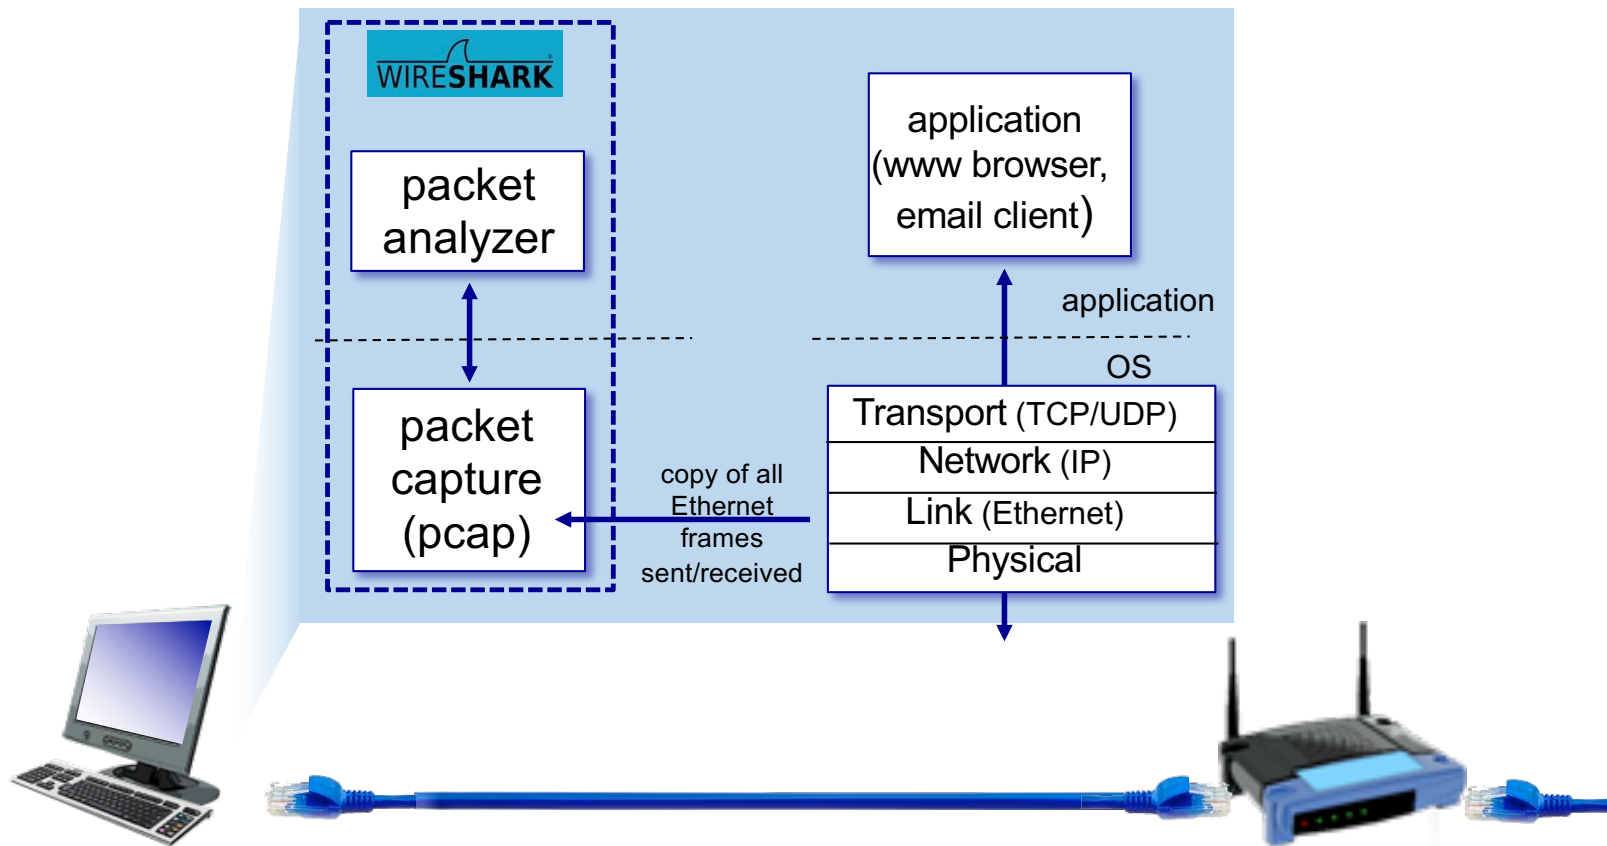 WIRESHARK
packet
analyzer
packet
capture
(pcap)
copy of all
Ethernet
frames
sent/received
application
(www browser,
email client)
application
OS
Transport (TCP/UDP)
Network (IP)
Link (Ethernet)
Physical